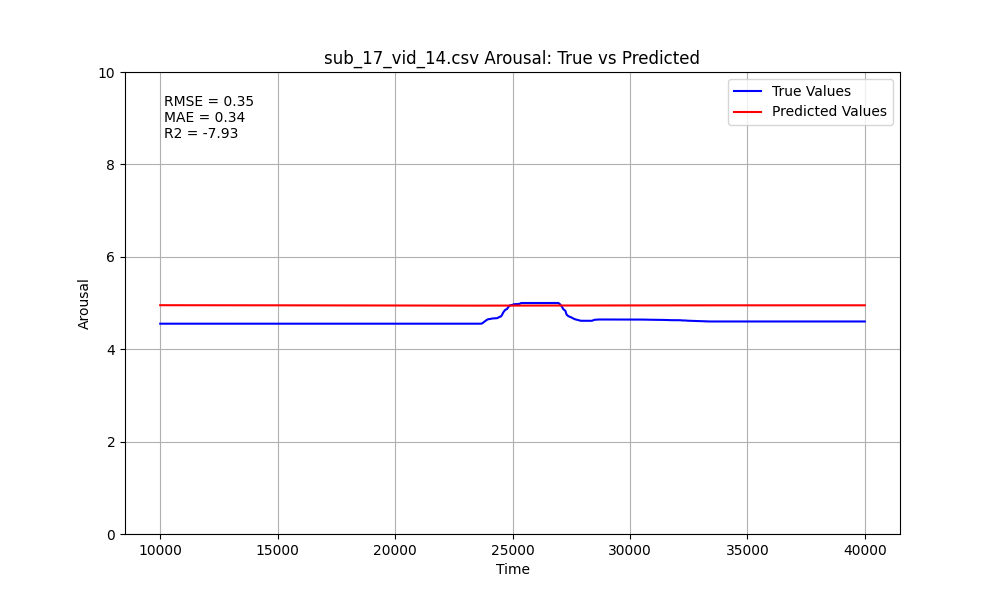 sub_17_vid_14.csv Arousal: True vs Predicted
RMSE = 0.35
MAE = 0.34
R2 = -7.93
True Values
Predicted Values
Arousal
10
8
6
4
2
0
10000 15000 20000 25000 30000 35000 40000
Time